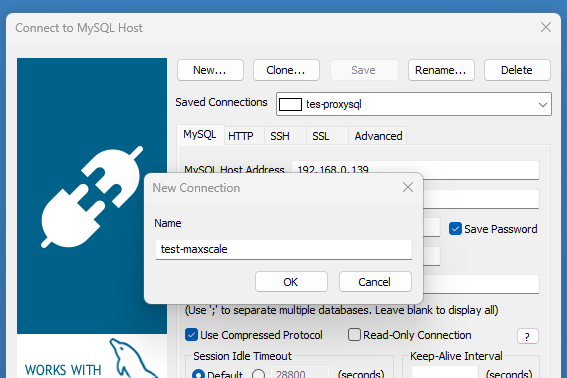 Connect to MySQL Host
New... Clone... Save Rename... Delete
Saved Connections tes-proxysql
MySQL HTTP SSH SSL Advanced
MySQL Host Address 192.168.0.139
New Connection
Name
test-maxscale
OK Cancel
Save Password
(Use ';' to separate multiple databases. Leave blank to display all)
Use Compressed Protocol Read-Only Connection ?
Session Idle Timeout Keep-Alive Interval
Default 28800 (seconds) (seconds)
WORKS WITH